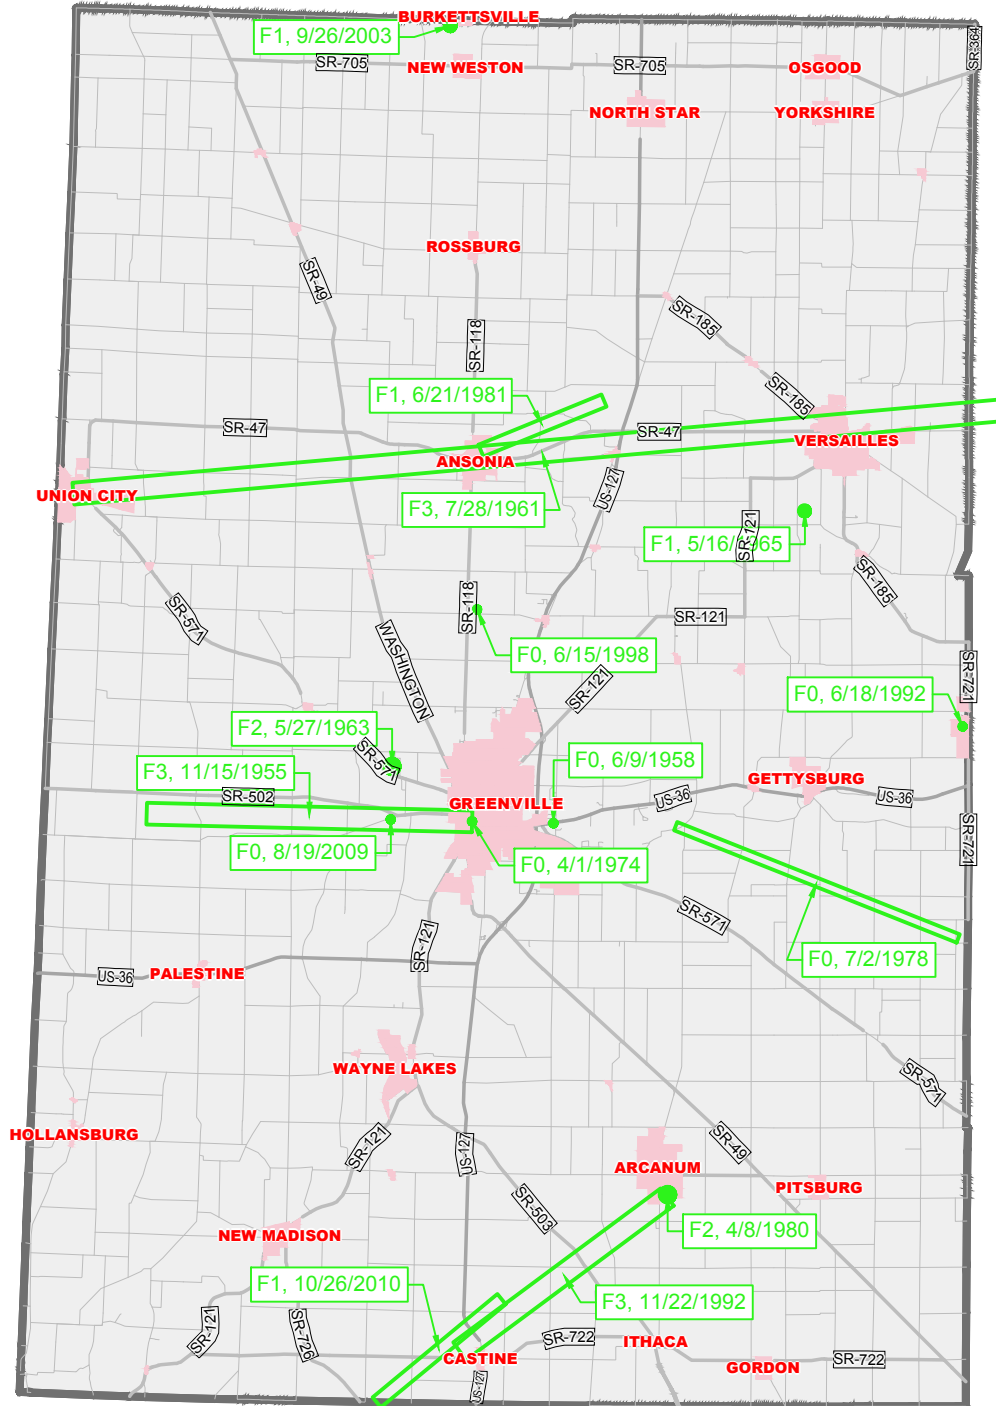 BURKETTSVILLE
F1, 9/26/2003
SR-364
SR-705
NEW WESTON
SR-705
OSGOOD
NORTH STAR
YORKSHIRE
ROSSBURG
SR-49
SR-185
SR-118
F1, 6/21/1981
SR-185
SR-47
SR-47
VERSAILLES
ANSONIA
US-127
UNION CITY
F3, 7/28/1961
SR-121
F1, 5/16/1965
SR-185
SR-571
SR-118
SR-121
F0, 6/15/1998
WASHINGTON
SR-121
SR-721
F0, 6/18/1992
F2, 5/27/1963
SR-571
F0, 6/9/1958
F3, 11/15/1955
GETTYSBURG
SR-502
US-36
US-36
GREENVILLE
SR-721
F0, 8/19/2009
F0, 4/1/1974
SR-571
SR-121
F0, 7/2/1978
US-36
PALESTINE
WAYNE LAKES
SR-571
HOLLANSBURG
SR-121
US-127
SR-49
ARCANUM
PITSBURG
SR-503
F2, 4/8/1980
NEW MADISON
F1, 10/26/2010
F3, 11/22/1992
SR-121
SR-726
SR-722
ITHACA
CASTINE
GORDON
SR-722
US-127